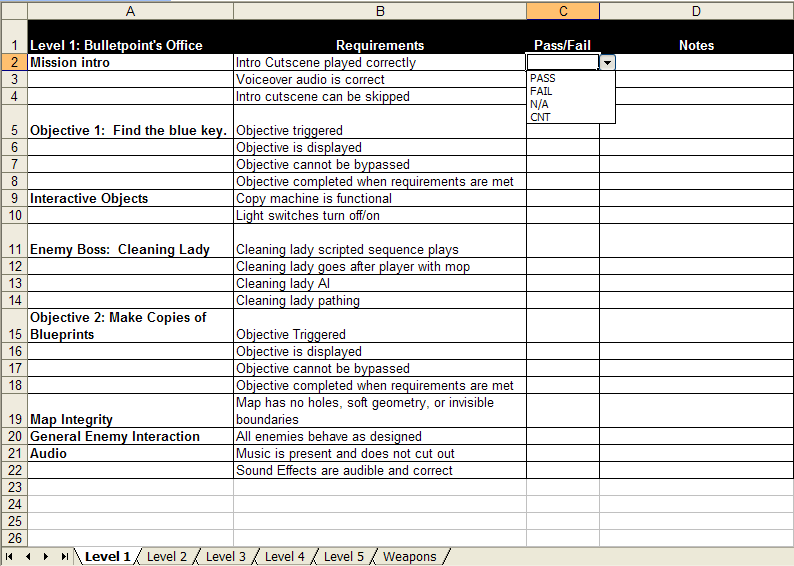 A B C D
1 Level 1: Bulletpoint's Office Requirements Pass/Fail Notes
2 Mission intro Intro Cutscene played correctly
3 Voiceover audio is correct
PASS
4 Intro cutscene can be skipped
FAIL
N/A
CNT
5 Objective 1:  Find the blue key. Objective triggered
6 Objective is displayed
7 Objective cannot be bypassed
8 Objective completed when requirements are met
9 Interactive Objects Copy machine is functional
10 Light switches turn off/on
11 Enemy Boss:  Cleaning Lady Cleaning lady scripted sequence plays
12 Cleaning lady goes after player with mop
13 Cleaning lady AI
14 Cleaning lady pathing
Objective 2: Make Copies of
15 Blueprints Objective Triggered
16 Objective is displayed
17 Objective cannot be bypassed
18 Objective completed when requirements are met
Map has no holes, soft geometry, or invisible
19 Map Integrity boundaries
20 General Enemy Interaction All enemies behave as designed
21 Audio Music is present and does not cut out
22 Sound Effects are audible and correct
23
24
25
26
Level 1 Level 2 Level 3 Level 4 Level 5 Weapons